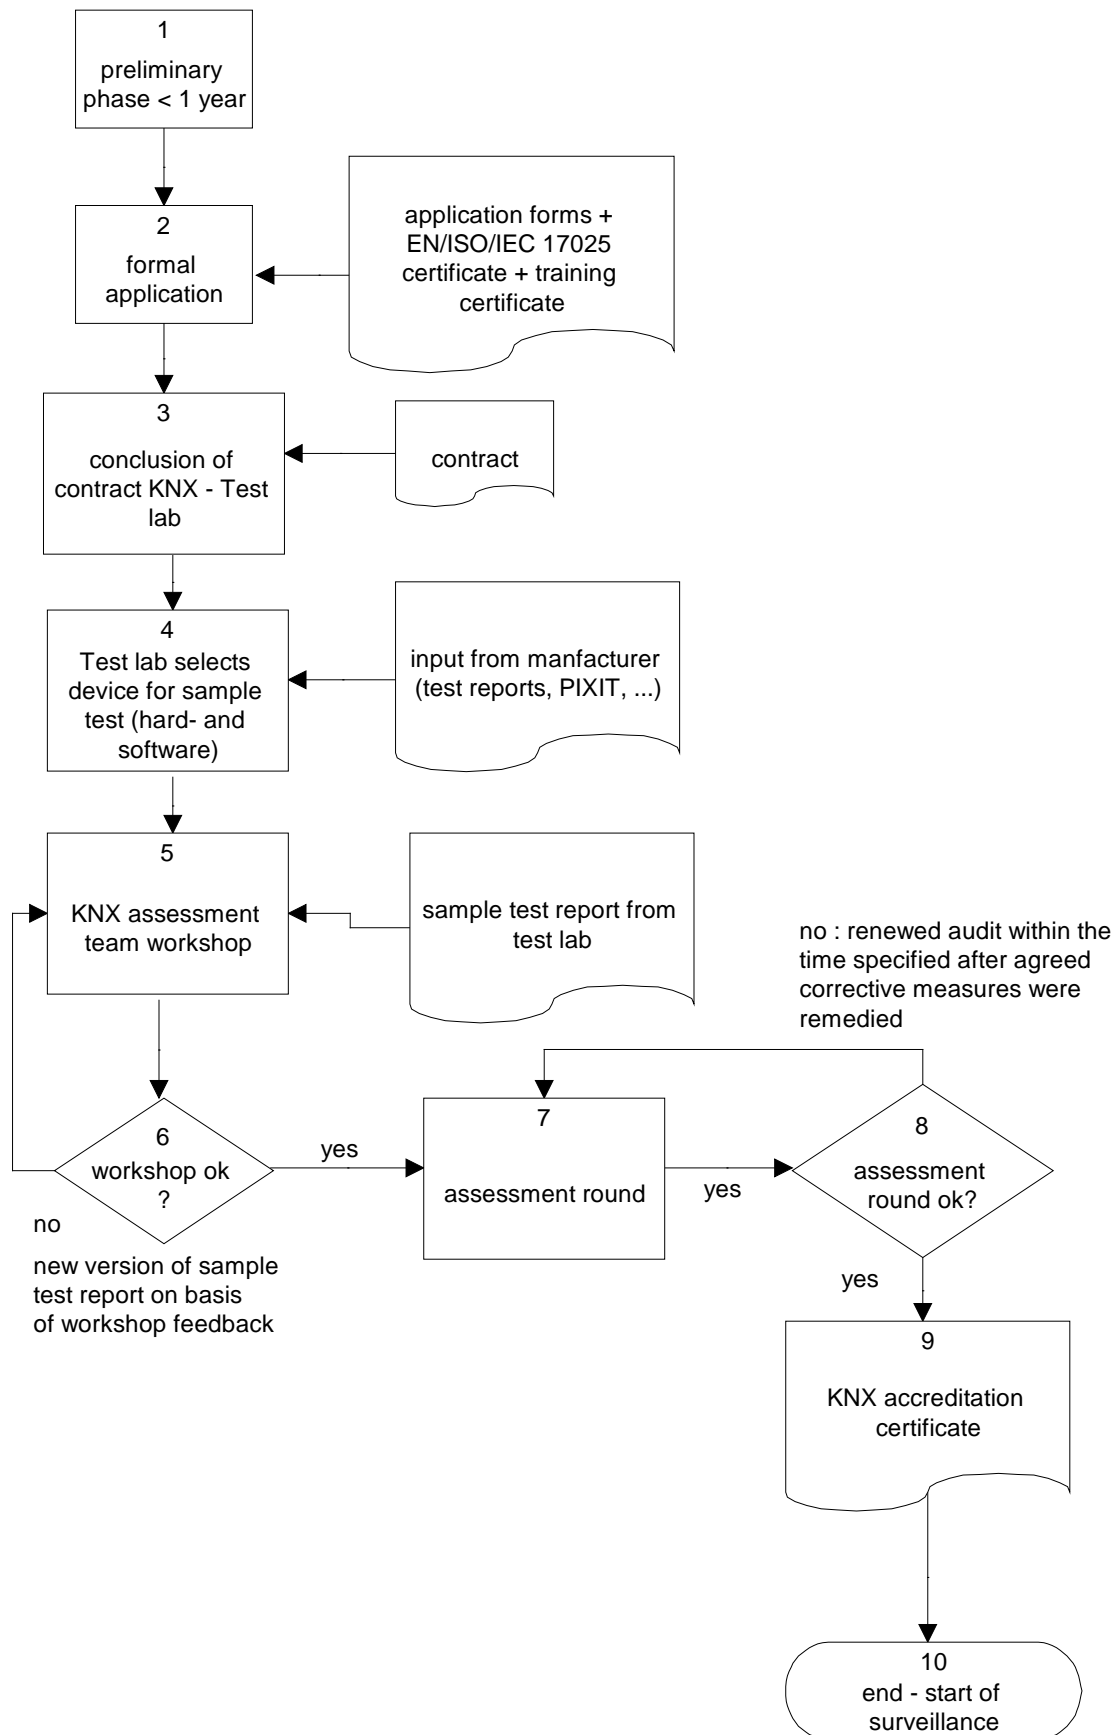 1
preliminary
phase < 1 year
2
formal
application
application forms +
EN/ISO/IEC 17025
certificate + training
certificate
3
conclusion of
contract KNX - Test
lab
contract
4
Test lab selects
device for sample
test (hard- and
software)
input from manfacturer
(test reports, PIXIT, ...)
5
KNX assessment
team workshop
sample test report from
test lab
no : renewed audit within the
time specified after agreed
corrective measures were
remedied
6
workshop ok
?
yes
no
new version of sample
test report on basis
of workshop feedback
7
assessment round
yes
8
assessment
round ok?
yes
9
KNX accreditation
certificate
10
end - start of
surveillance